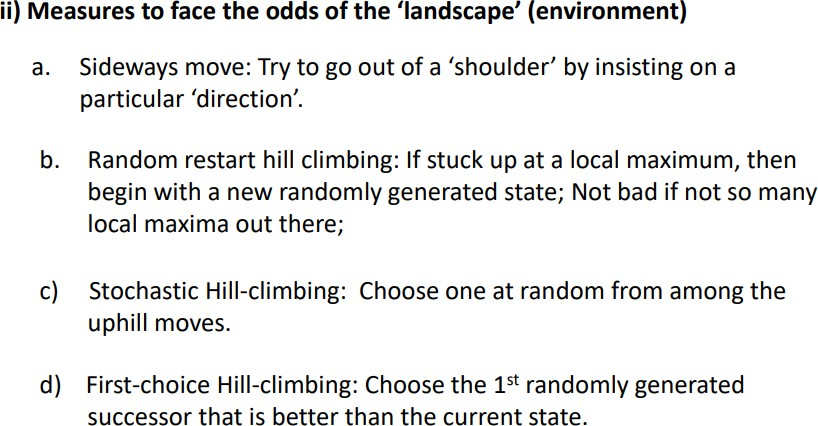 ii) Measures to face the odds of the ‘landscape’ (environment)
a. Sideways move: Try to go out of a ‘shoulder’ by insisting on a
particular ‘direction’.
b. Random restart hill climbing: If stuck up at a local maximum, then
begin with a new randomly generated state; Not bad if not so many
local maxima out there;
c) Stochastic Hill-climbing: Choose one at random from among the
uphill moves.
d) First-choice Hill-climbing: Choose the 1st randomly generated
successor that is better than the current state.